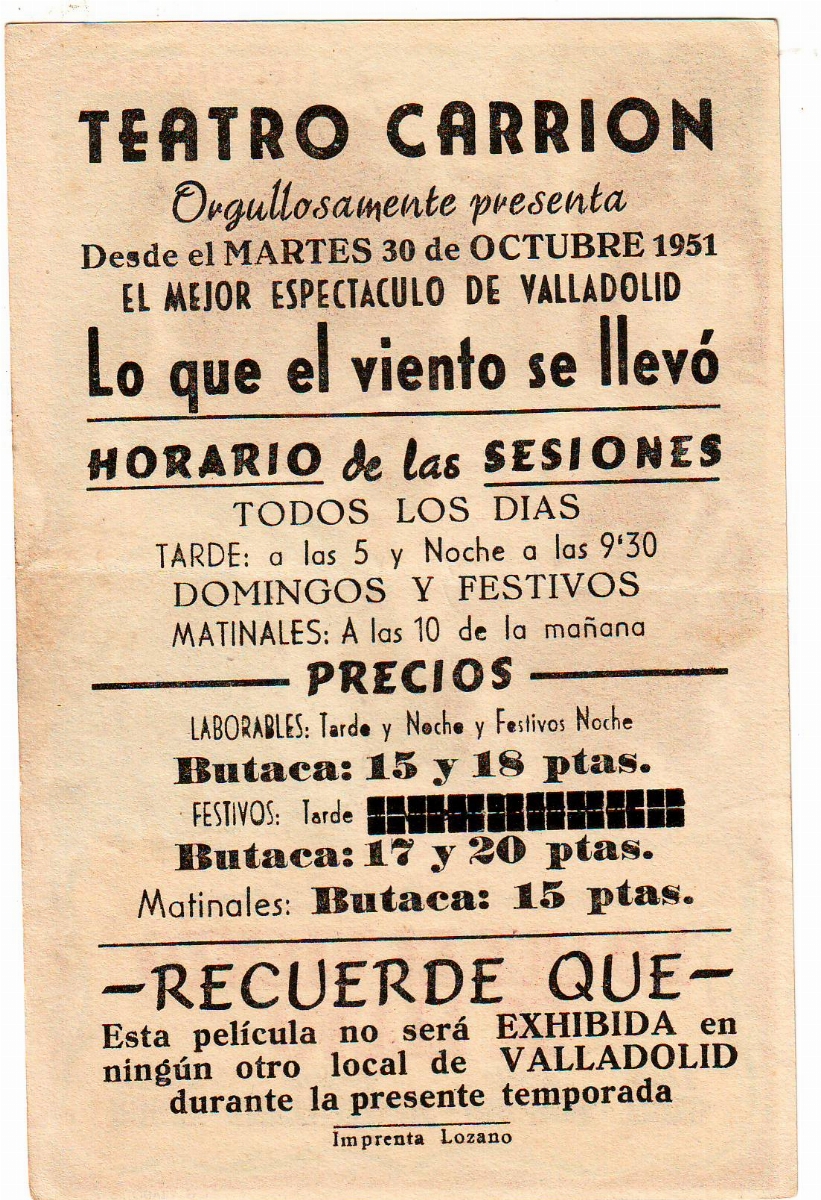 TEATRO CARRION
Orgullosamente presenta
Desde el MARTES 30 de OCTUBRE 1951
EL MEJOR ESPECTACULO DE VALLADOLID
Lo que el viento se llevó
HORARIO de las SESIONES
TODOS LOS DIAS
TARDE: a las 5 y Noche a las 9'30
DOMINGOS Y FESTIVOS
MATINALES: A las 10 de la mañana
PRECIOS
LABORABLES: Tarde y Noche y Festivos Noche
Butaca: 15 y 18 ptas.
FESTIVOS: Tarde
Butaca: 17 y 20 ptas.
Matinales: Butaca: 15 ptas.
—RECUERDE QUE—
Esta película no será EXHIBIDA en
ningún otro local de VALLADOLID
durante la presente temporada
Imprenta Lozano